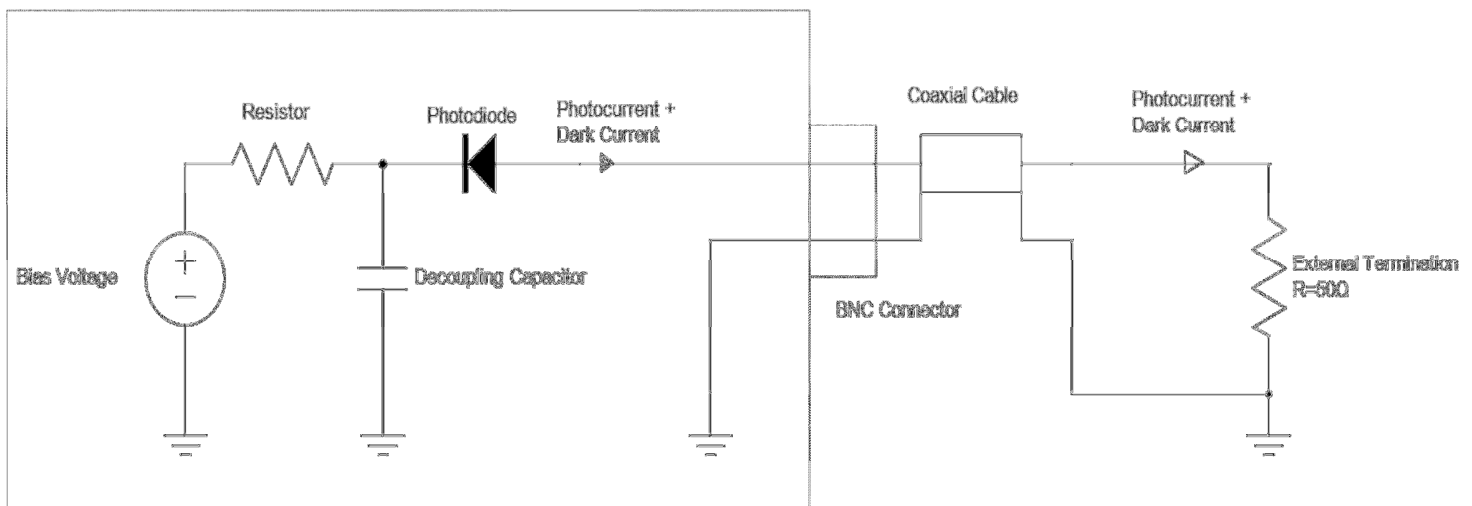 Coaxial Cable
Photocurrent +
Dark Current
Photocurrent +
Dark Current
Resistor
Photodiode
Bias Voltage
+
−
Decoupling Capacitor
BNC Connector
External Termination
R=50Ω